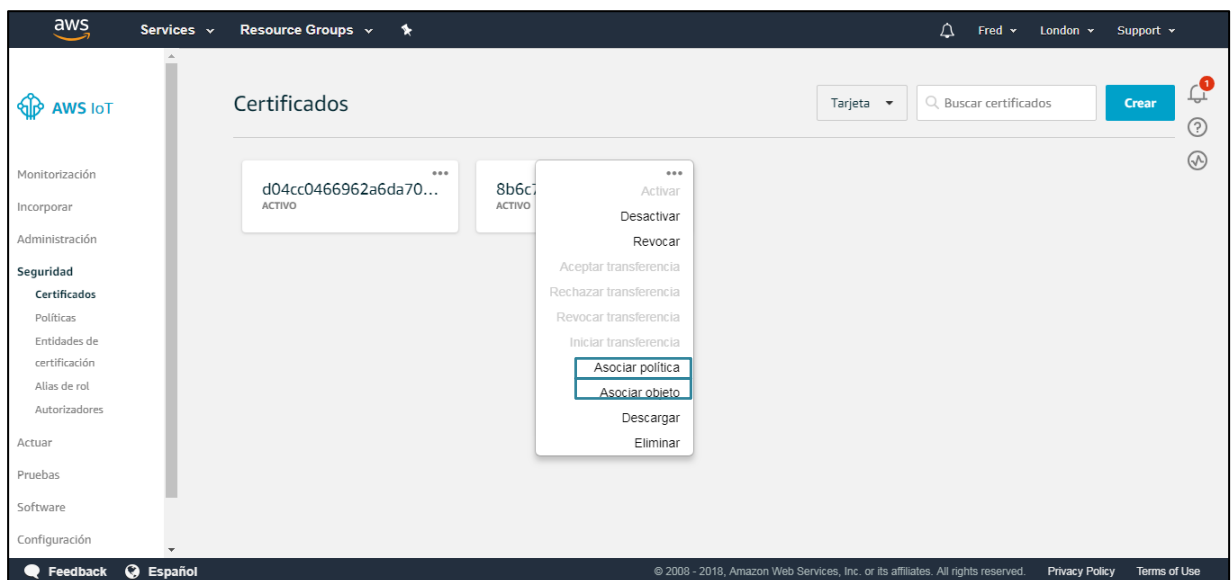 aws Services Resource Groups Fred London Support
AWS IoT
Certificados
Tarjeta Buscar certificados Crear 1
Monitorización
Incorporar
Administración
Seguridad
Certificados
Políticas
Entidades de
certificación
Alias de rol
Autorizadores
Actuar
Pruebas
Software
Configuración
d04cc0466962a6da70...
ACTIVO
8b6c7
ACTIVO
Activar
Desactivar
Revocar
Aceptar transferencia
Rechazar transferencia
Revocar transferencia
Iniciar transferencia
Asociar política
Asociar objeto
Descargar
Eliminar
Feedback Español © 2008 - 2018, Amazon Web Services, Inc. or its affiliates. All rights reserved. Privacy Policy Terms of Use